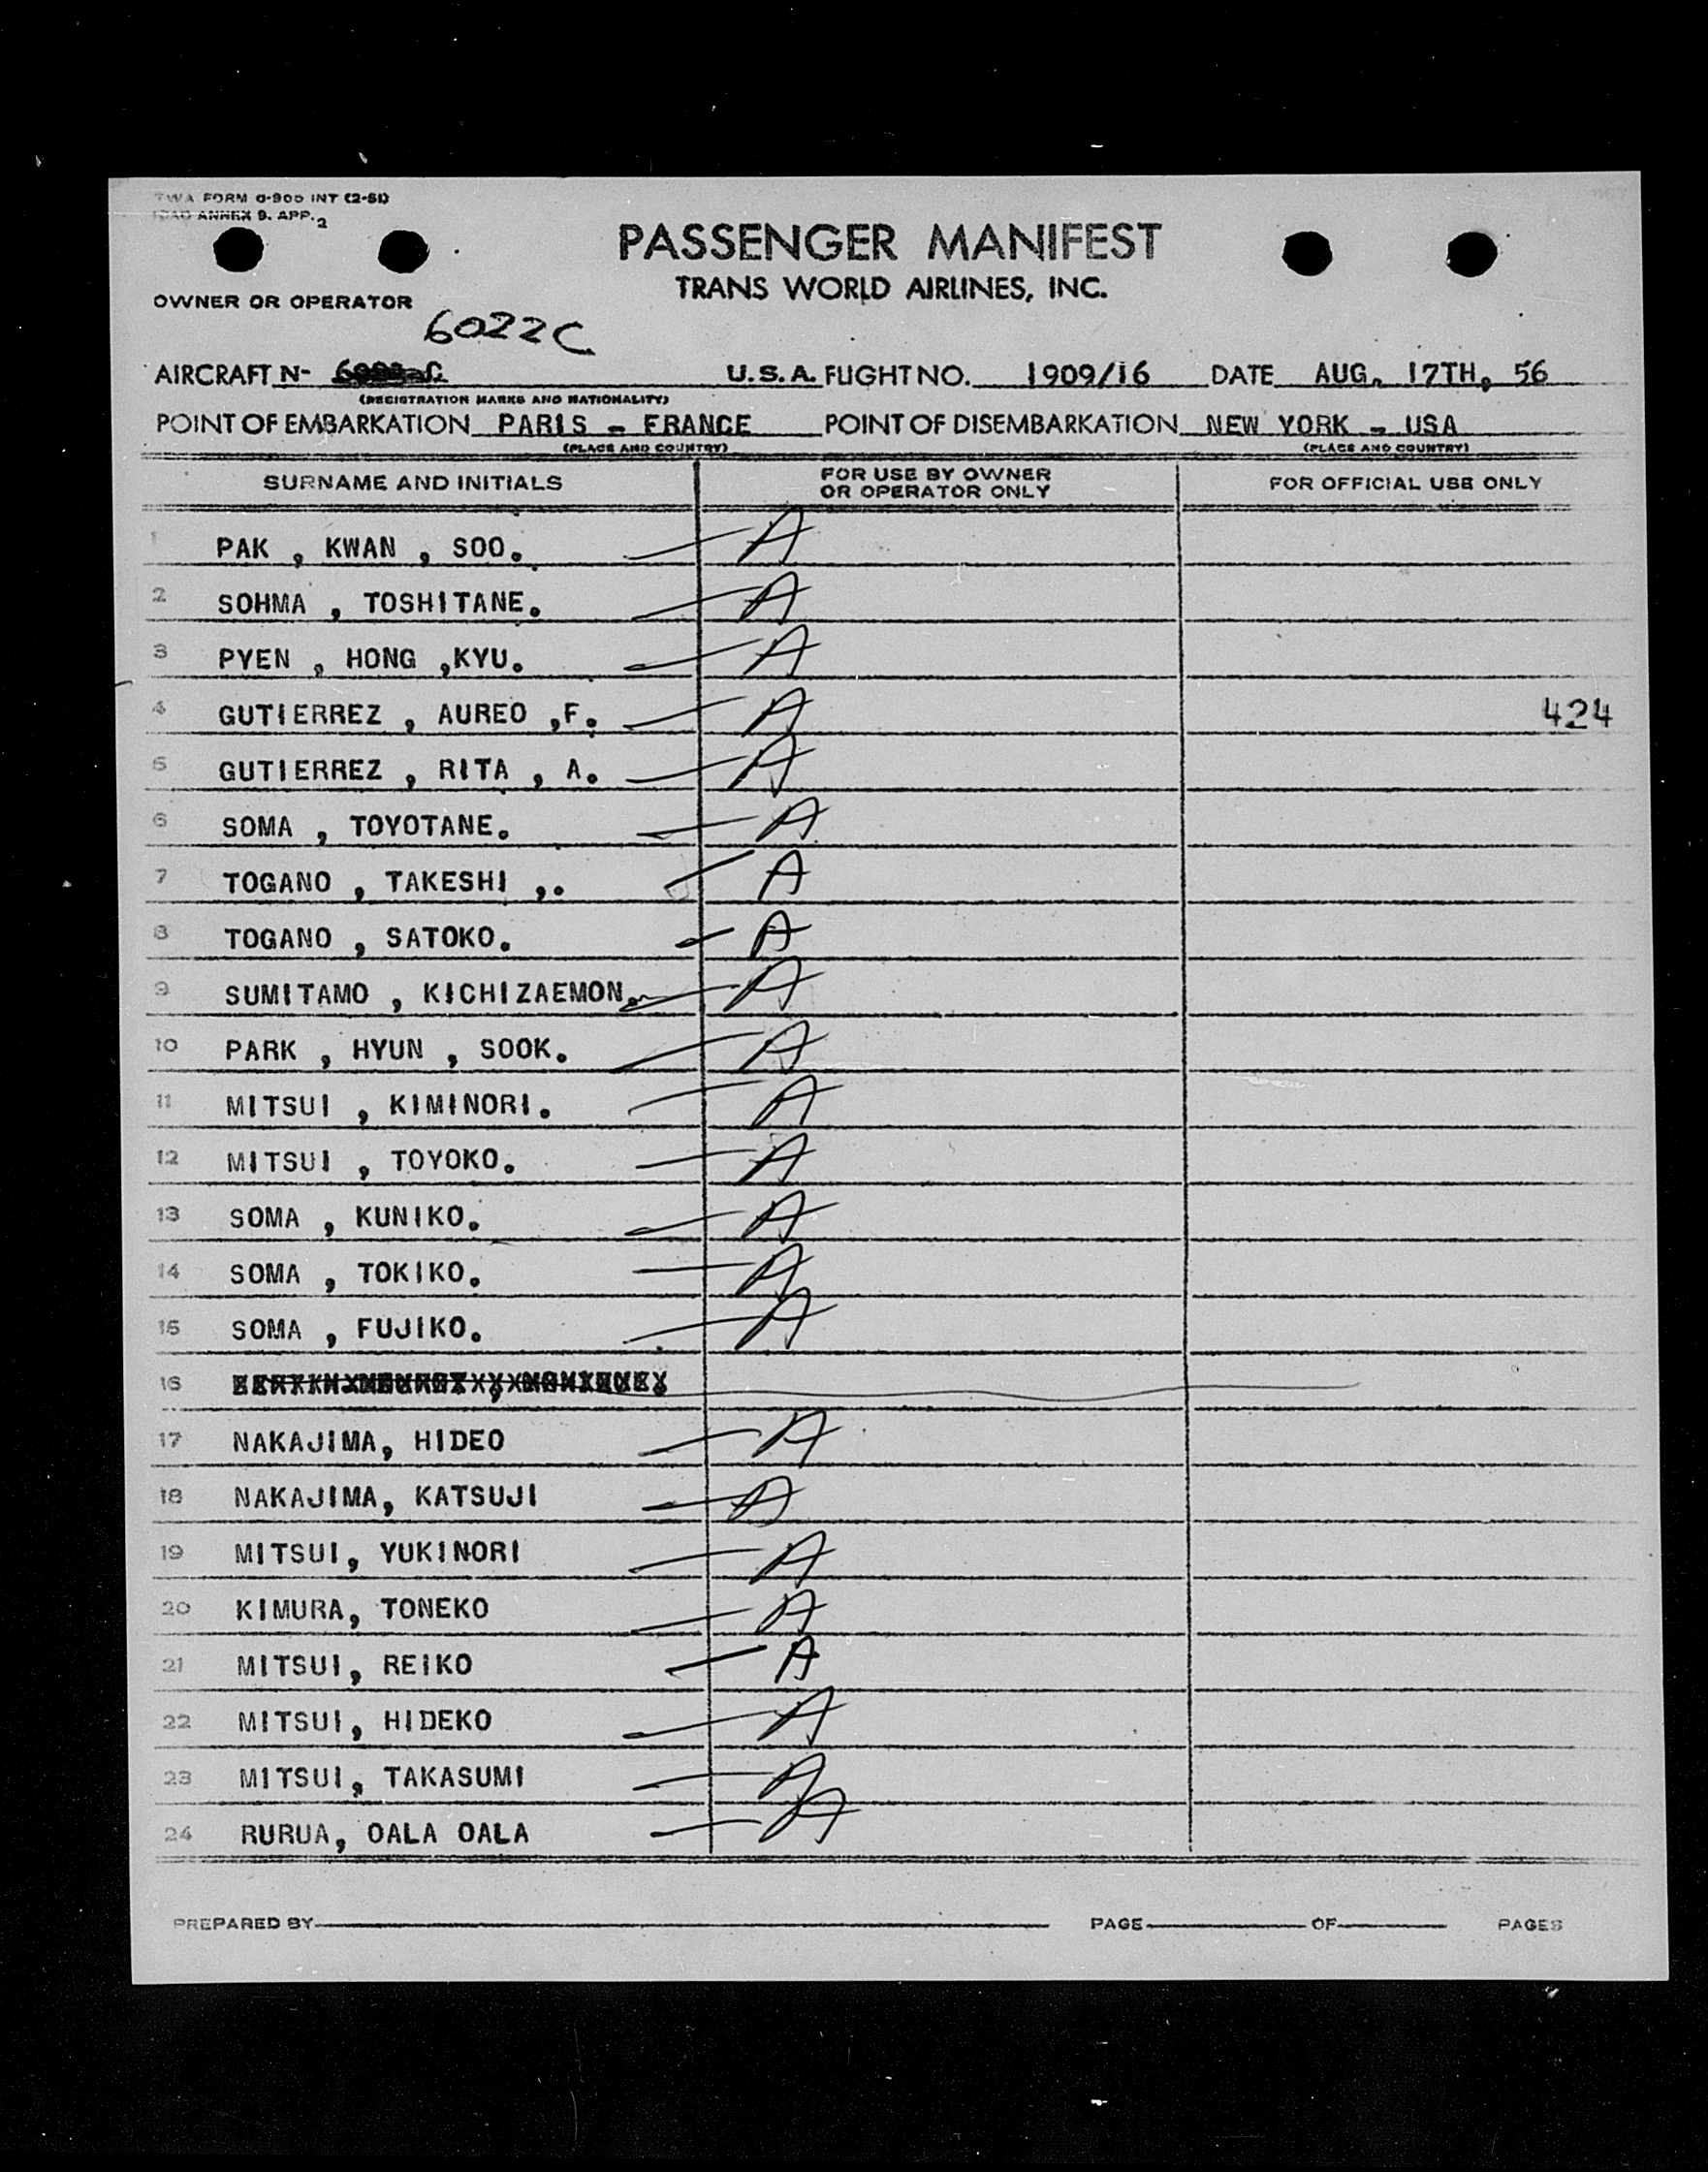 TWA FORM O-900 INT (2-51)
ICAO ANNEX 9. APP. 2
PASSENGER MANIFEST
TRANS WORLD AIRLINES, INC.
OWNER OR OPERATOR
6022C
AIRCRAFT N- U.S.A. FLIGHT NO. 1909/16 DATE AUG. 17TH, 56
(REGISTRATION MARKS AND NATIONALITY)
POINT OF EMBARKATION PARIS - FRANCE POINT OF DISEMBARKATION NEW YORK - USA
(PLACE AND COUNTRY) (PLACE AND COUNTRY)
SURNAME AND INITIALS FOR USE BY OWNER OR OPERATOR ONLY FOR OFFICIAL USE ONLY
1 PAK , KWAN , SOO. A
2 SOHMA , TOSHITANE. A
3 PYEN , HONG ,KYU. A
4 GUTIERREZ , AUREO ,F. A 424
5 GUTIERREZ , RITA , A. A
6 SOMA , TOYOTANE. A
7 TOGANO , TAKESHI ,. A
8 TOGANO , SATOKO. A
9 SUMITAMO , KICHIZAEMON. A
10 PARK , HYUN , SOOK. A
11 MITSUI , KIMINORI. A
12 MITSUI , TOYOKO. A
13 SOMA , KUNIKO. A
14 SOMA , TOKIKO. A
15 SOMA , FUJIKO. A
16
17 NAKAJIMA, HIDEO A
18 NAKAJIMA, KATSUJI A
19 MITSUI, YUKINORI A
20 KIMURA, TONEKO A
21 MITSUI, REIKO A
22 MITSUI, HIDEKO A
23 MITSUI, TAKASUMI A
24 RURUA, OALA OALA A
PREPARED BY PAGE OF PAGES